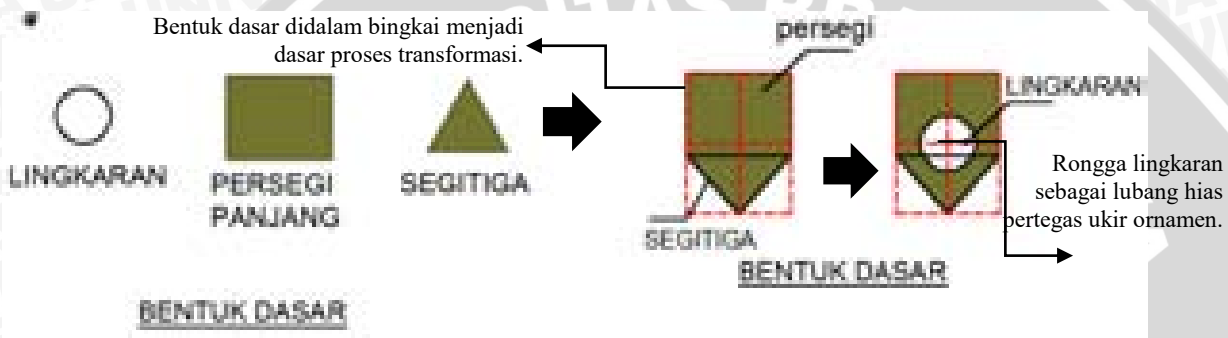 Bentuk dasar didalam bingkai menjadi
dasar proses transformasi.
LINGKARAN
PERSEGI
PANJANG
SEGITIGA
BENTUK DASAR
persegi
SEGITIGA
BENTUK DASAR
LINGKARAN
Rongga lingkaran
sebagai lubang hias
pertegas ukir ornamen.